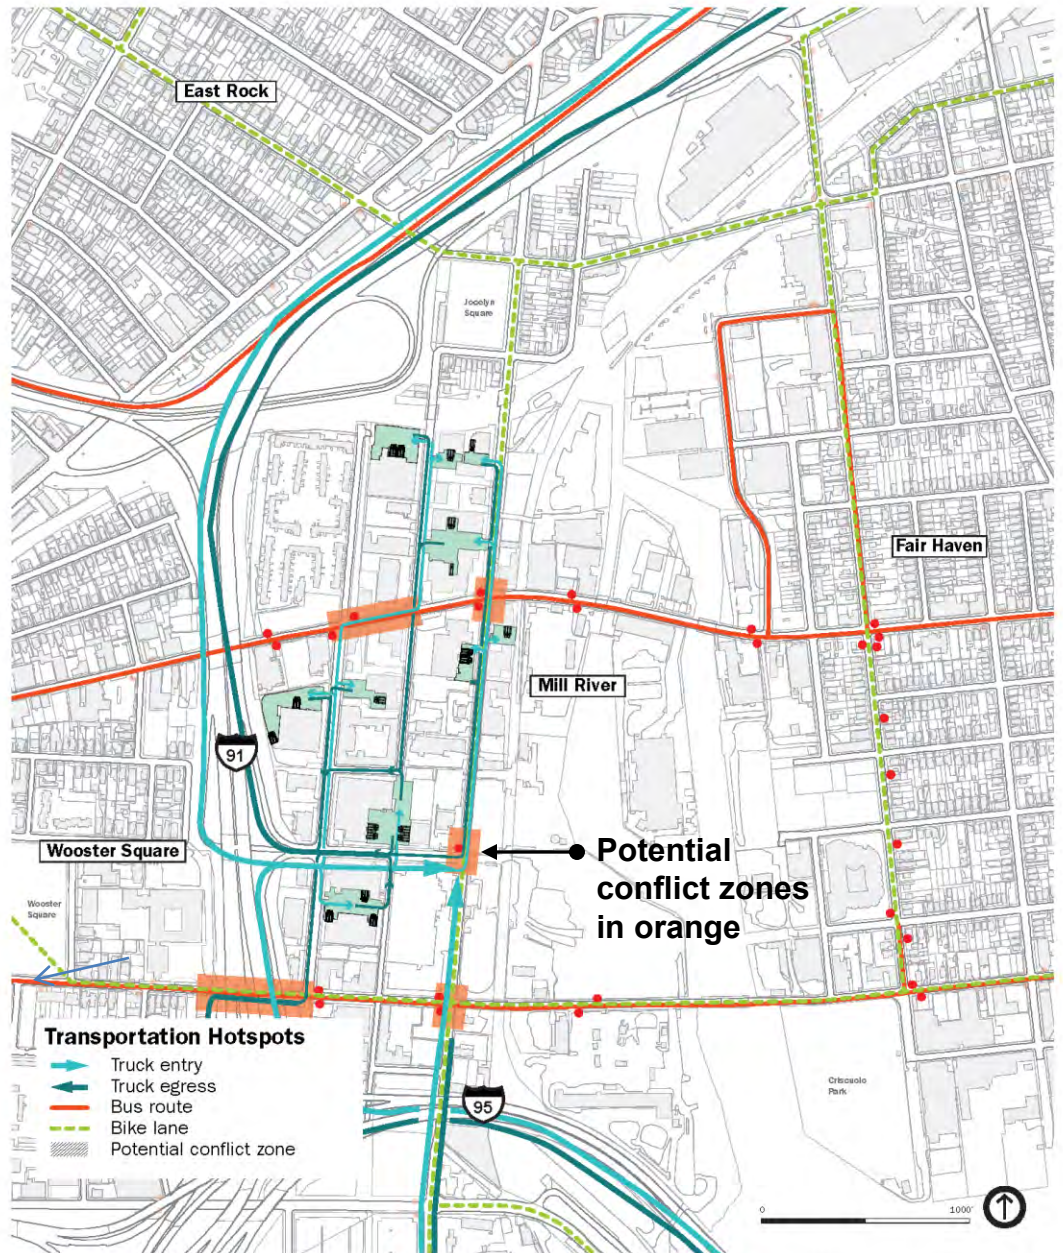 East Rock
Jocelyn
Square
Fair Haven
Mill River
91
Wooster Square
Potential
conflict zones
in orange
Wooster
Square
Transportation Hotspots
Truck entry
Truck egress
Bus route
Bike lane
Potential conflict zone
95
Criscuolo
Park
0
1000'